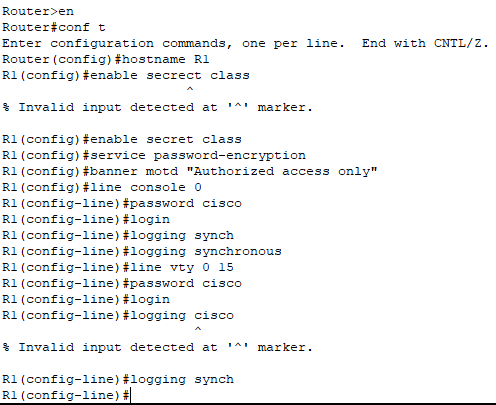 Router>en
Router#conf t
Enter configuration commands, one per line.  End with CNTL/Z.
Router(config)#hostname R1
R1(config)#enable secrect class
                        ^
% Invalid input detected at '^' marker.

R1(config)#enable secret class
R1(config)#service password-encryption
R1(config)#banner motd "Authorized access only"
R1(config)#line console 0
R1(config-line)#password cisco
R1(config-line)#login
R1(config-line)#logging synch
R1(config-line)#logging synchronous
R1(config-line)#line vty 0 15
R1(config-line)#password cisco
R1(config-line)#login
R1(config-line)#logging cisco
                         ^
% Invalid input detected at '^' marker.

R1(config-line)#logging synch
R1(config-line)#